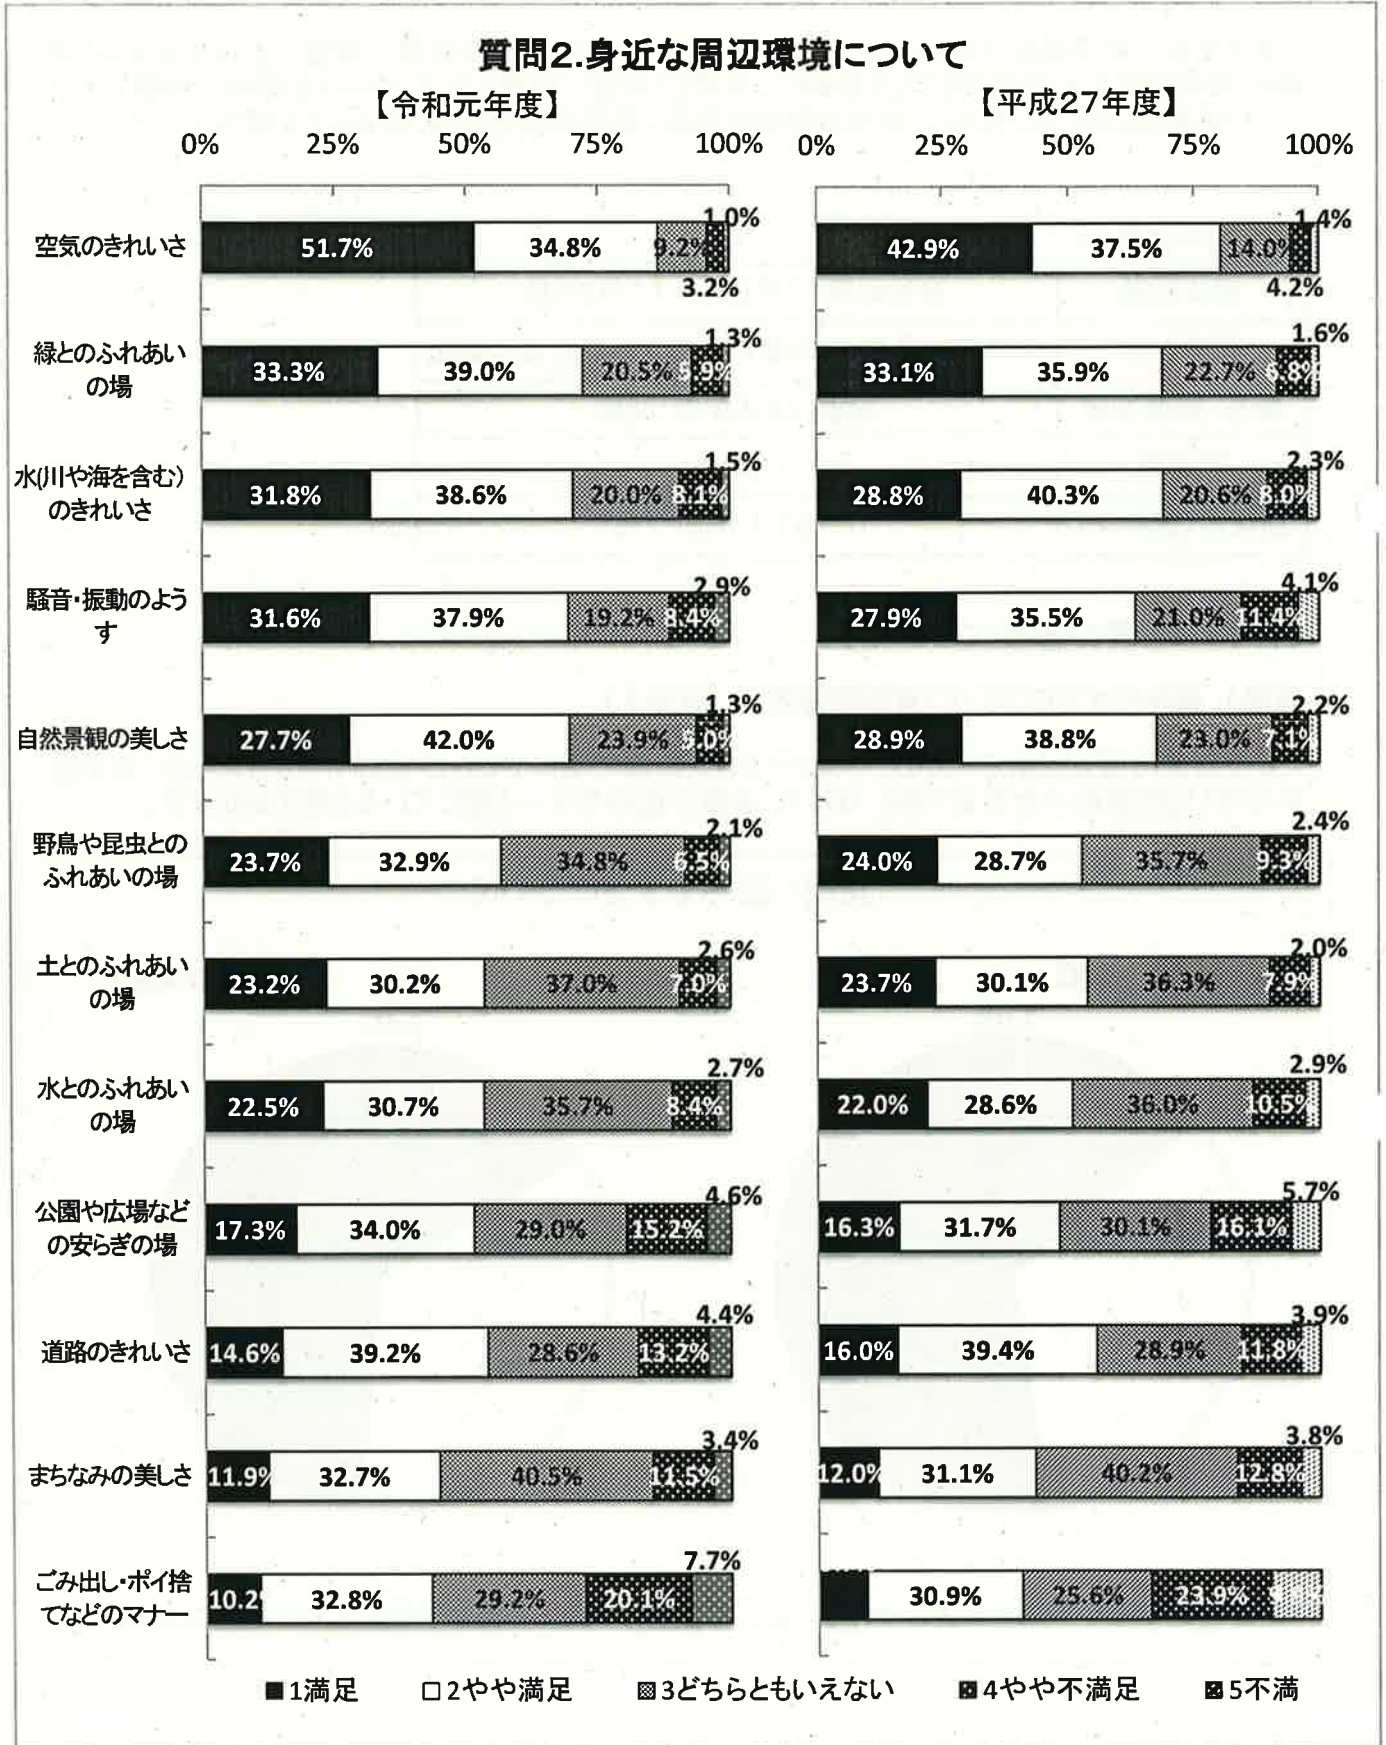 質問2.身近な周辺環境について
【令和元年度】
【平成27年度】
0% 25% 50% 75% 100%
0% 25% 50% 75% 100%
空気のきれいさ
51.7% 34.8% 9.2% 3.2% 1.0%
42.9% 37.5% 14.0% 4.2% 1.4%
緑とのふれあい
の場
33.3% 39.0% 20.5% 5.9% 1.3%
33.1% 35.9% 22.7% 6.8% 1.6%
水(川や海を含む)
のきれいさ
31.8% 38.6% 20.0% 8.1% 1.5%
28.8% 40.3% 20.6% 8.0% 2.3%
騒音・振動のよう
す
31.6% 37.9% 19.2% 8.4% 2.9%
27.9% 35.5% 21.0% 11.4% 4.1%
自然景観の美しさ
27.7% 42.0% 23.9% 5.0% 1.3%
28.9% 38.8% 23.0% 7.1% 2.2%
野鳥や昆虫との
ふれあいの場
23.7% 32.9% 34.8% 6.5% 2.1%
24.0% 28.7% 35.7% 9.3% 2.4%
土とのふれあい
の場
23.2% 30.2% 37.0% 7.0% 2.6%
23.7% 30.1% 36.3% 7.9% 2.0%
水とのふれあい
の場
22.5% 30.7% 35.7% 8.4% 2.7%
22.0% 28.6% 36.0% 10.5% 2.9%
公園や広場など
の安らぎの場
17.3% 34.0% 29.0% 15.2% 4.6%
16.3% 31.7% 30.1% 16.1% 5.7%
道路のきれいさ
14.6% 39.2% 28.6% 13.2% 4.4%
16.0% 39.4% 28.9% 11.8% 3.9%
まちなみの美しさ
11.9% 32.7% 40.5% 11.5% 3.4%
12.0% 31.1% 40.2% 12.8% 3.8%
ごみ出し・ポイ捨
てなどのマナー
10.2 32.8% 29.2% 20.1% 7.7%
30.9% 25.6% 23.9%
1満足 2やや満足 3どちらともいえない 4やや不満足 5不満